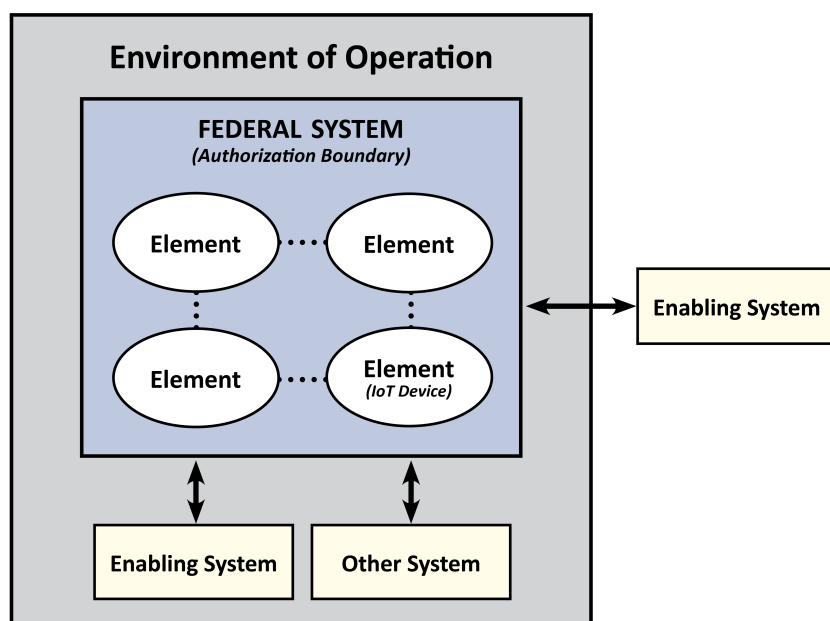 Environment of Operation
FEDERAL SYSTEM
(Authorization Boundary)
Element
Element
Element
Element
(IoT Device)
Enabling System
Enabling System
Other System